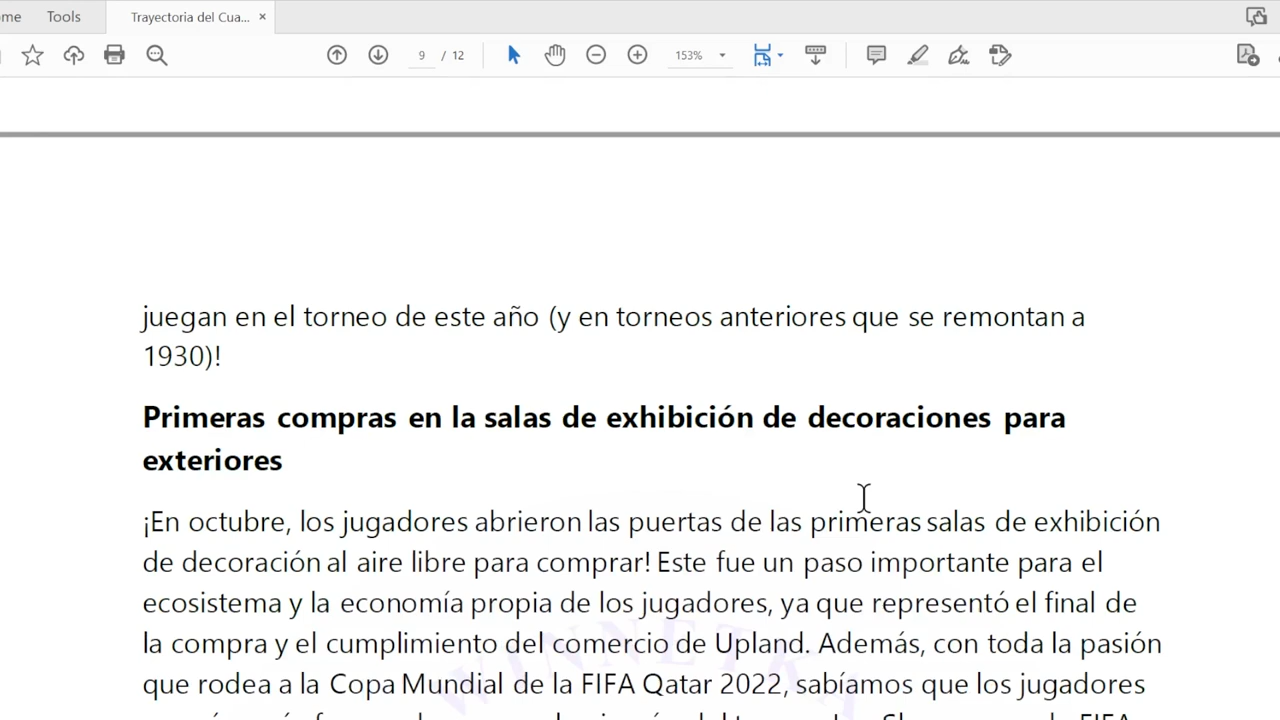 ome Tools Trayectoria del Cua... ×
9 / 12 153%
juegan en el torneo de este año (y en torneos anteriores que se remontan a
1930)!
Primeras compras en la salas de exhibición de decoraciones para
exteriores
¡En octubre, los jugadores abrieron las puertas de las primeras salas de exhibición
de decoración al aire libre para comprar! Este fue un paso importante para el
ecosistema y la economía propia de los jugadores, ya que representó el final de
la compra y el cumplimiento del comercio de Upland. Además, con toda la pasión
que rodea a la Copa Mundial de la FIFA Qatar 2022, sabíamos que los jugadores
WINNETKA